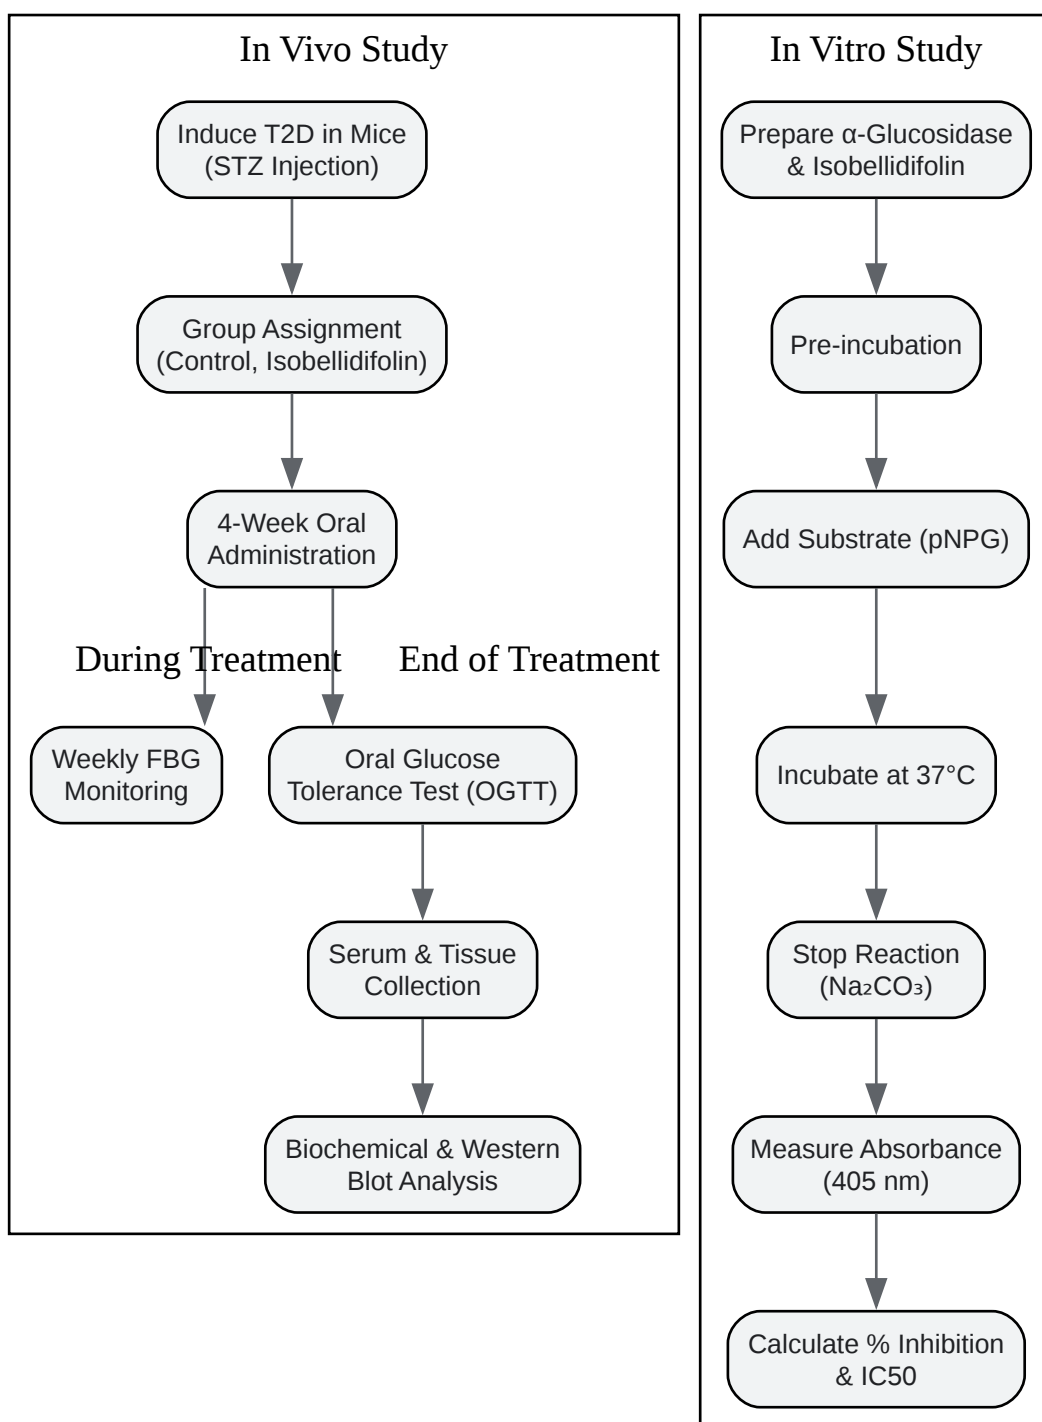 In Vivo Study
Induce T2D in Mice
(STZ Injection)
Group Assignment
(Control, Isobellidifolin)
4-Week Oral
Administration
During Treatment
End of Treatment
Weekly FBG
Monitoring
Oral Glucose
Tolerance Test (OGTT)
Serum & Tissue
Collection
Biochemical & Western
Blot Analysis
In Vitro Study
Prepare α-Glucosidase
& Isobellidifolin
Pre-incubation
Add Substrate (pNPG)
Incubate at 37°C
Stop Reaction
(Na₂CO₃)
Measure Absorbance
(405 nm)
Calculate % Inhibition
& IC50